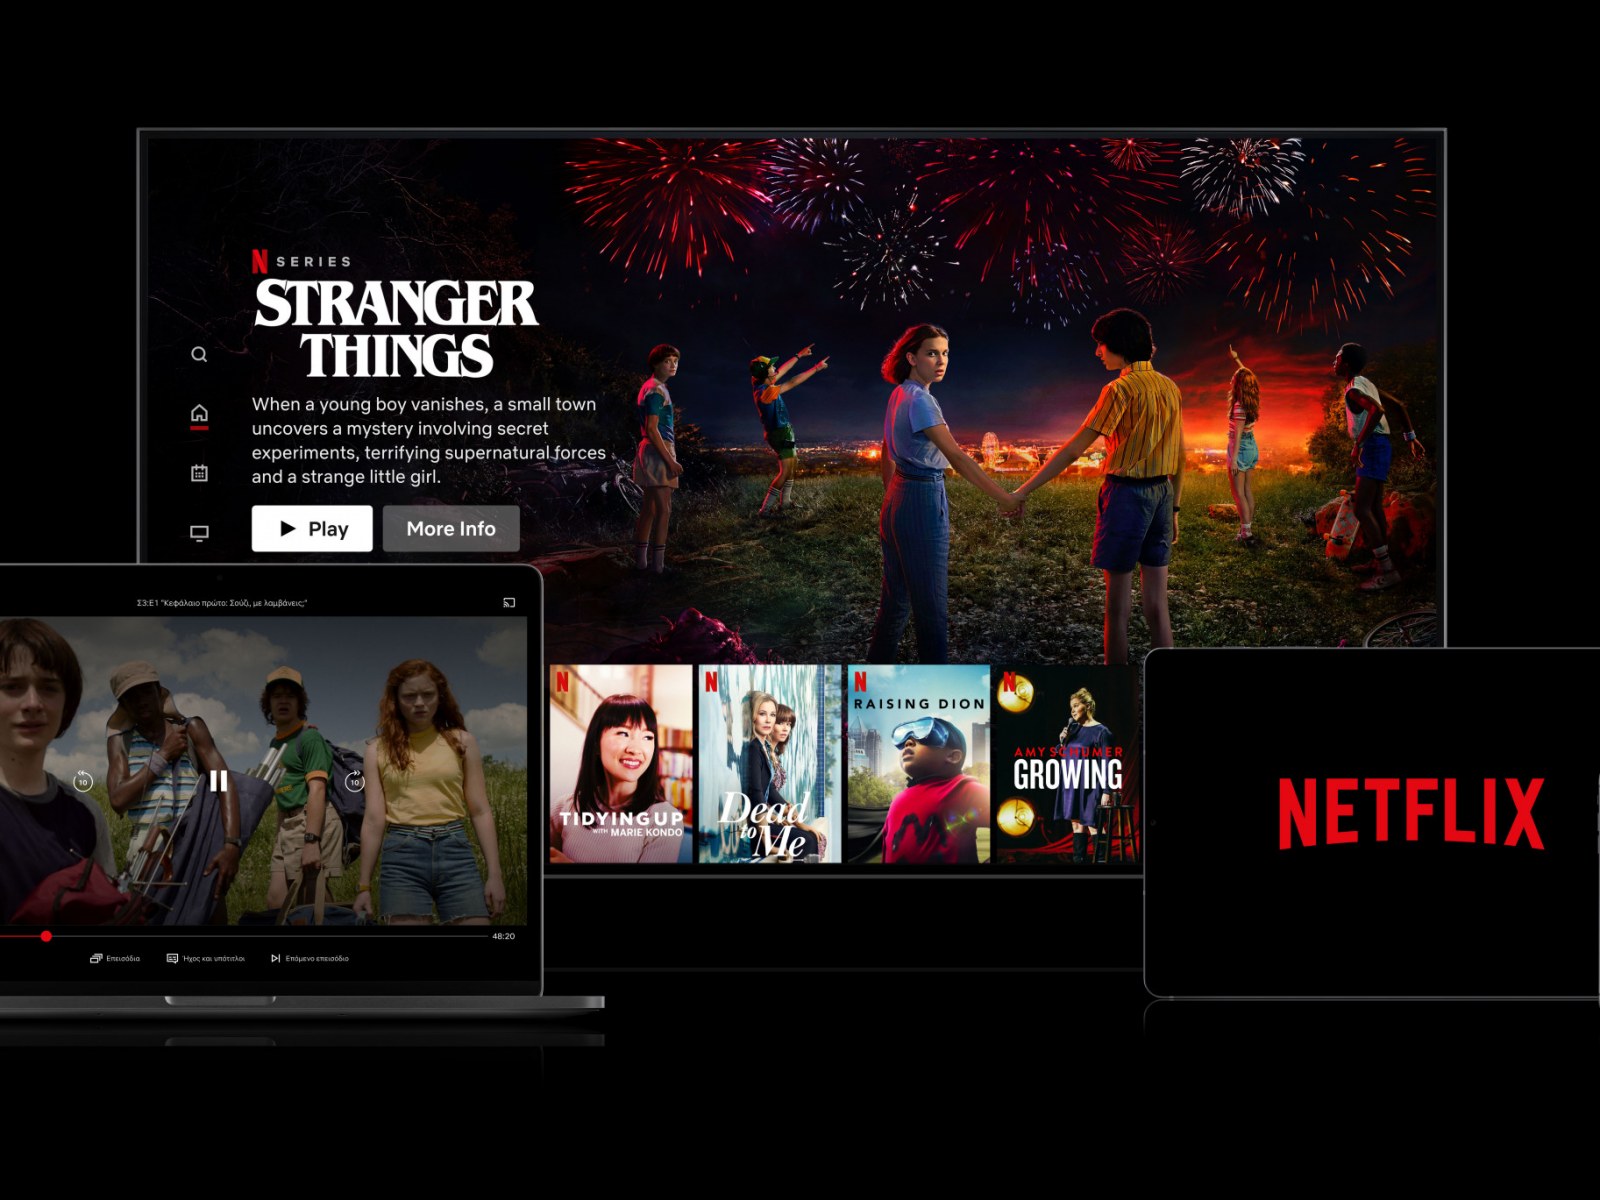 N SERIES
STRANGER
THINGS
When a young boy vanishes, a small town
uncovers a mystery involving secret
experiments, terrifying supernatural forces
and a strange little girl.
Play
More Info
Σ3:Ε1 "Κεφάλαιο πρώτο: Σούζι, με λαμβάνεις;"
10
10
48:20
Επεισόδια
Ήχος και υπότιτλοι
Επόμενο επεισόδιο
N
TIDYING UP
WITH MARIE KONDO
N
Dead
to Me
N
RAISING DION
N
AMY SCHUMER
GROWING
NETFLIX